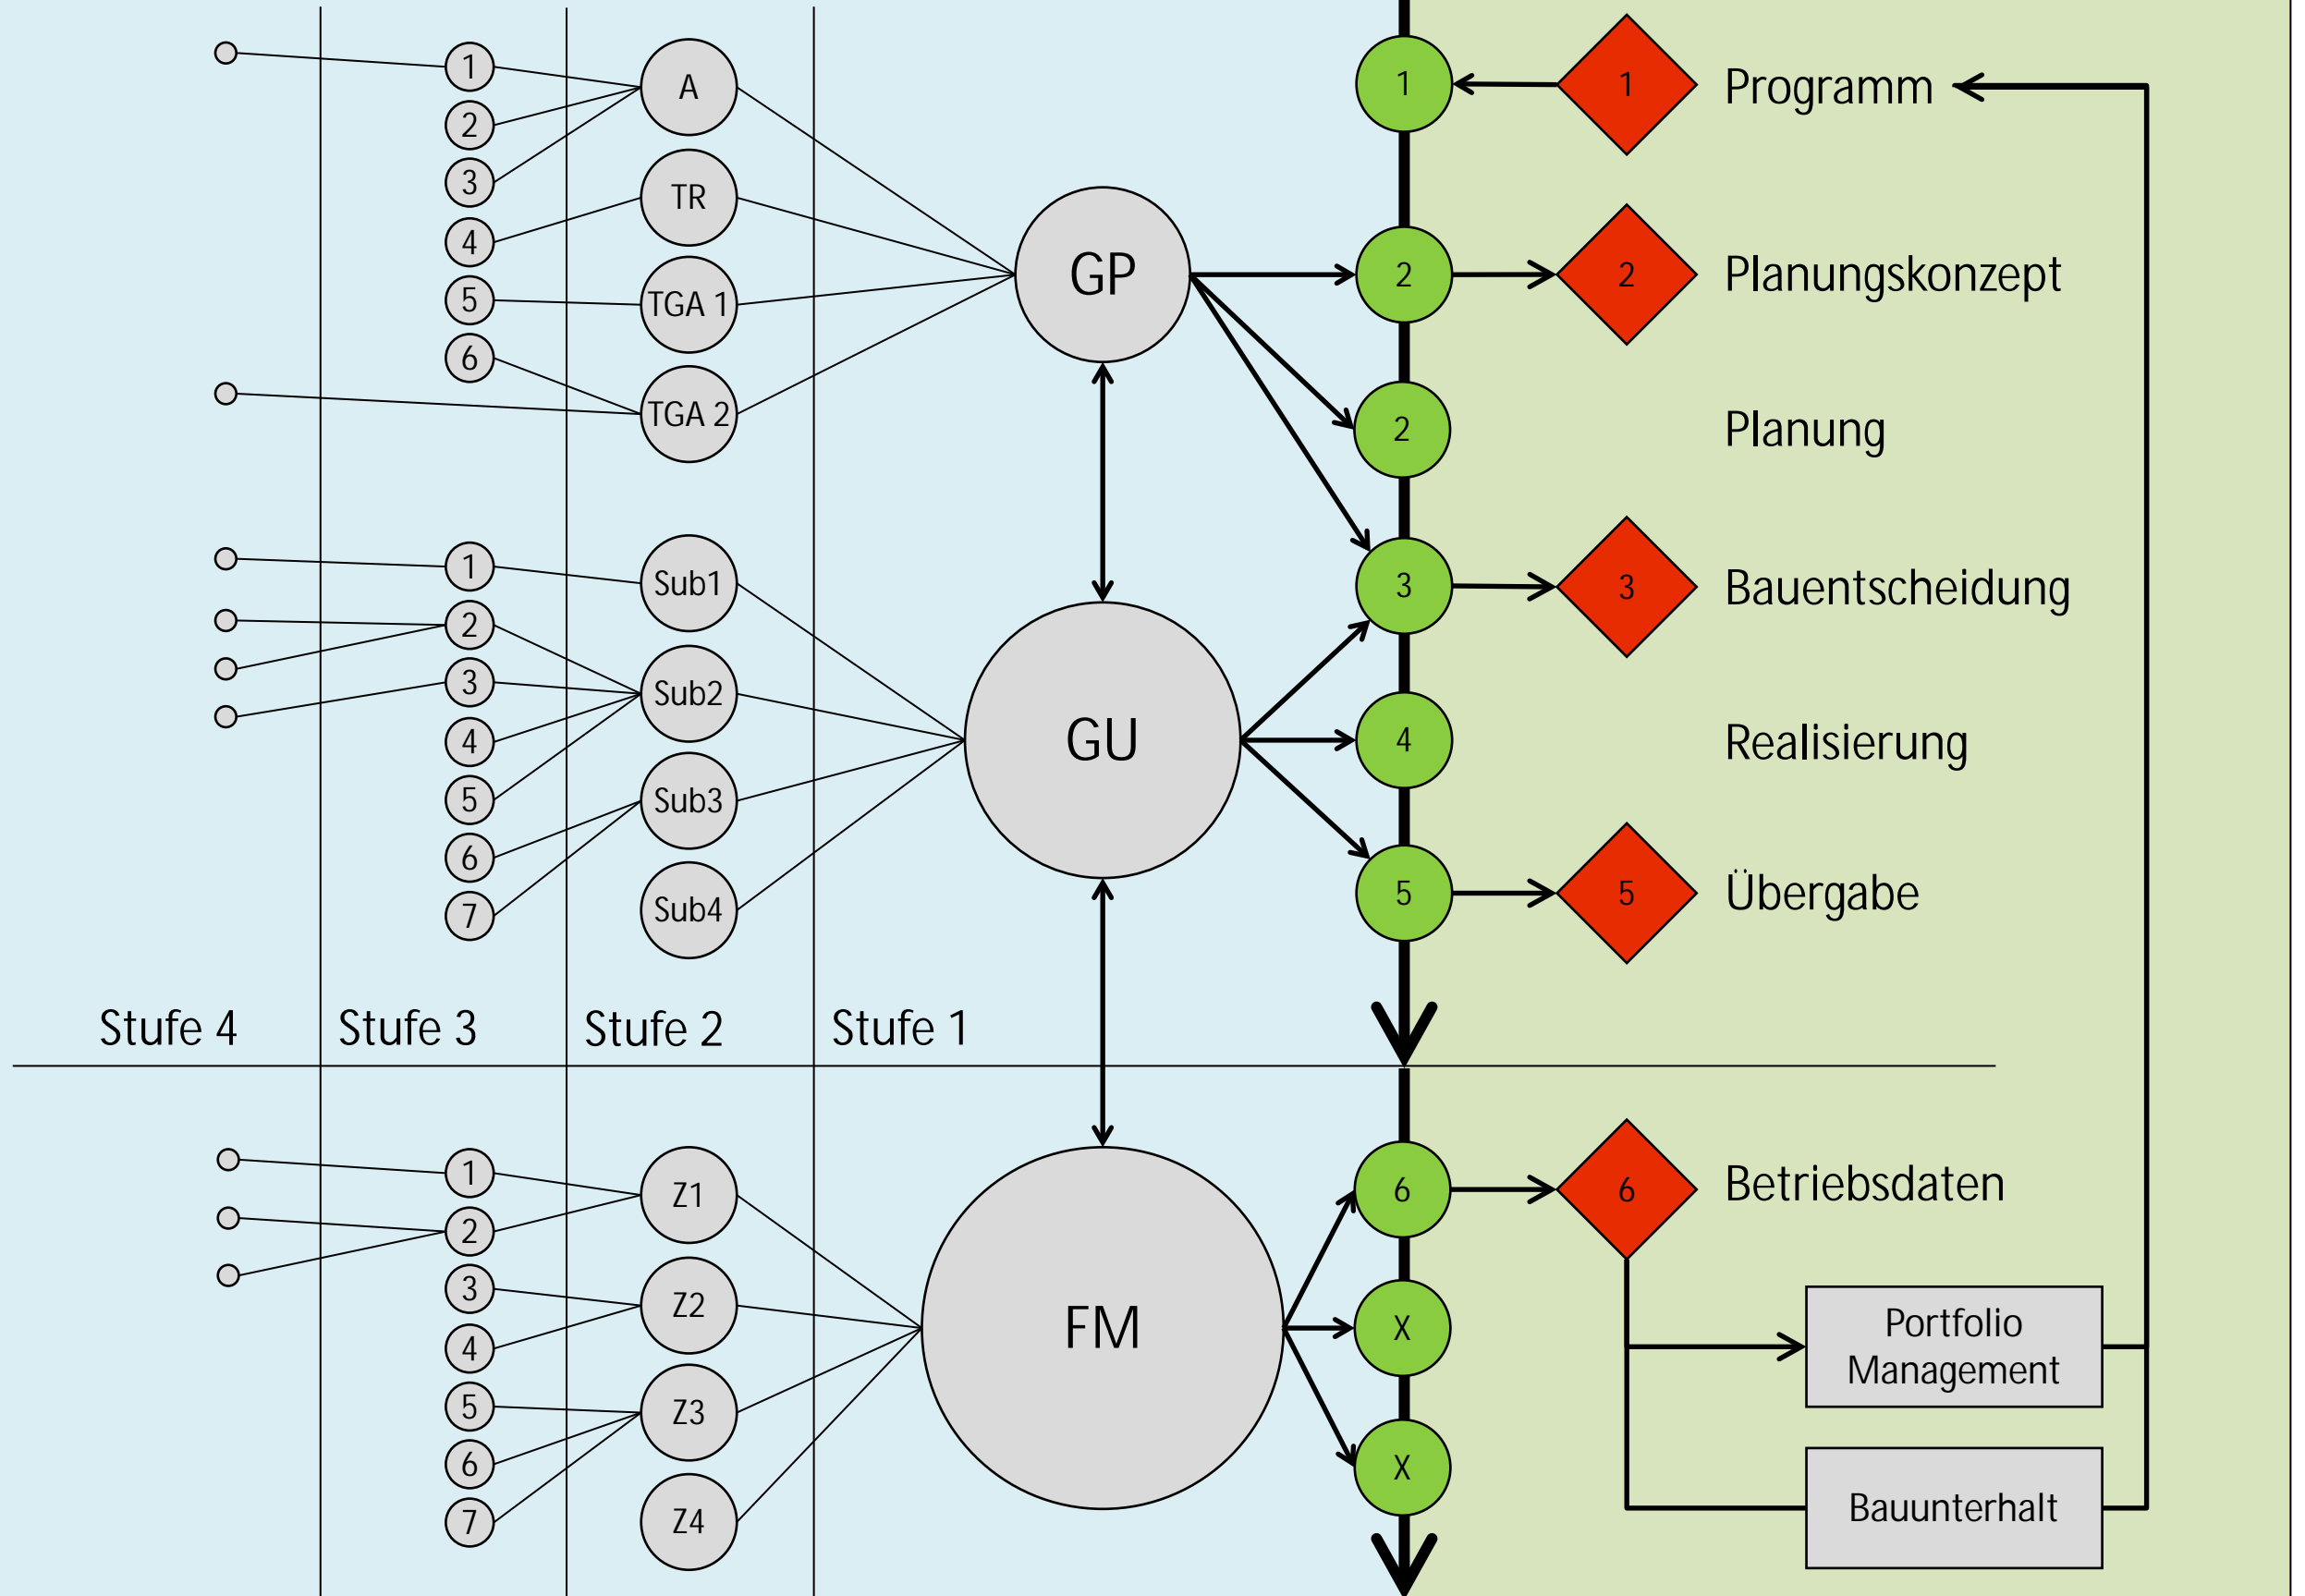 1
A
1
1
Programm
2
3
TR
4
GP
2
2
Planungskonzept
5
TGA 1
6
TGA 2
2
Planung
1
Sub1
3
3
Bauentscheidung
2
Sub2
3
4
GU
4
Realisierung
5
Sub3
6
7
Sub4
5
5
Übergabe
Stufe 4
Stufe 3
Stufe 2
Stufe 1
1
Z1
6
6
Betriebsdaten
2
3
Z2
4
FM
X
Portfolio
Management
5
Z3
6
X
7
Z4
Bauunterhalt